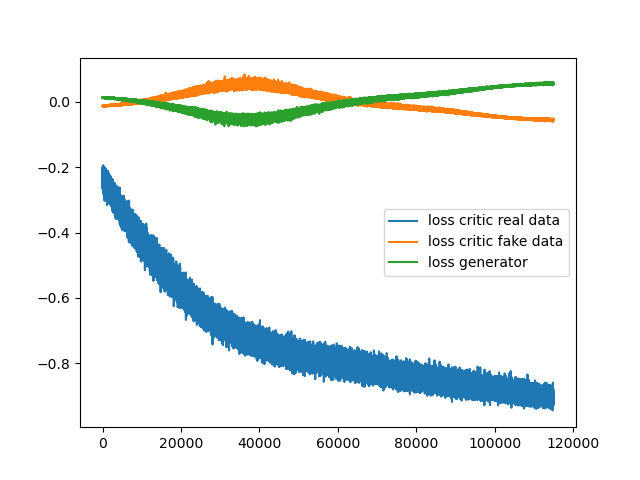 0.0
−0.2
−0.4
−0.6
−0.8
loss critic real data
loss critic fake data
loss generator
0 20000 40000 60000 80000 100000 120000